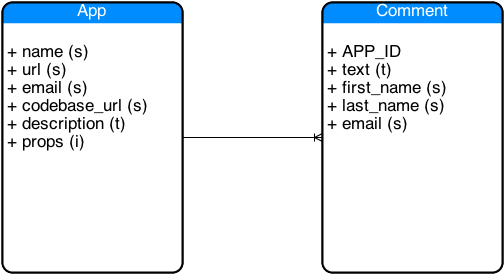 App
+ name (s)
+ url (s)
+ email (s)
+ codebase_url (s)
+ description (t)
+ props (i)
Comment
+ APP_ID
+ text (t)
+ first_name (s)
+ last_name (s)
+ email (s)